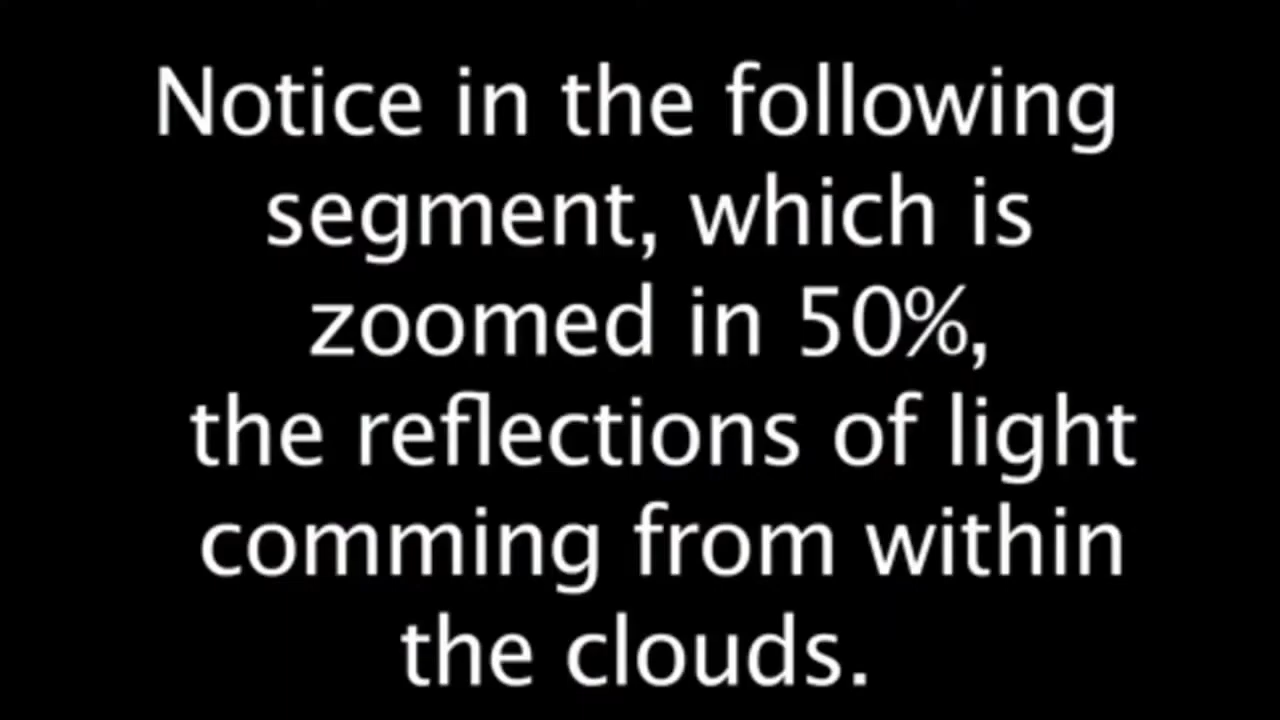 Notice in the following
segment, which is
zoomed in 50%,
the reflections of light
comming from within
the clouds.